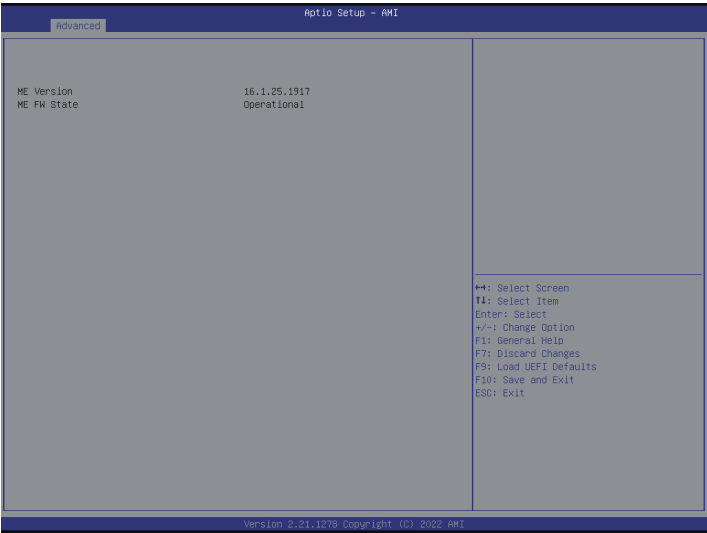 Aptio Setup – AMI
Advanced
ME Version 16.1.25.1917
ME FW State Operational
→←: Select Screen
↑↓: Select Item
Enter: Select
+/-: Change Option
F1: General Help
F7: Discard Changes
F9: Load UEFI Defaults
F10: Save and Exit
ESC: Exit
Version 2.21.1278 Copyright (C) 2022 AMI